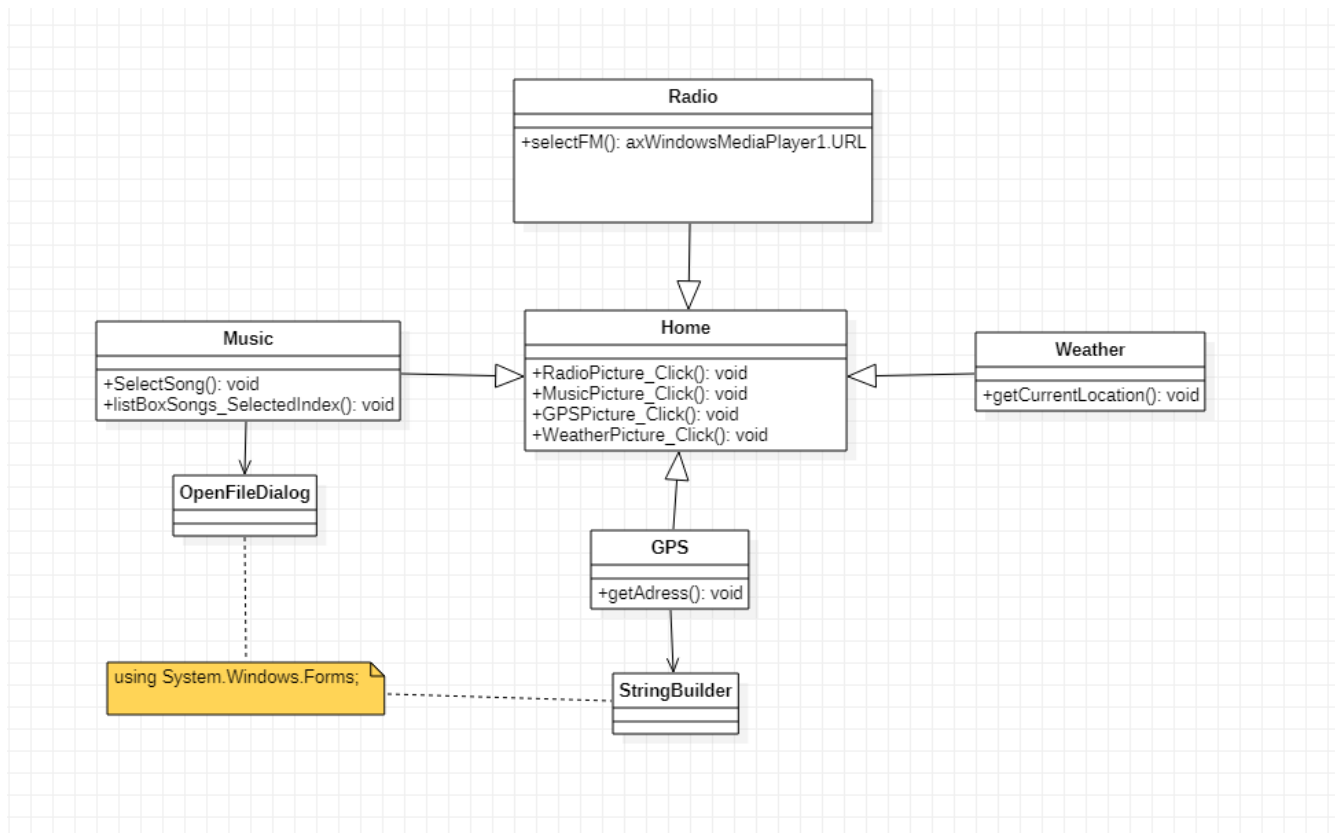 Radio
+selectFM(): axWindowsMediaPlayer1.URL
Music
+SelectSong(): void
+listBoxSongs_SelectedIndex(): void
Home
+RadioPicture_Click(): void
+MusicPicture_Click(): void
+GPSPicture_Click(): void
+WeatherPicture_Click(): void
Weather
+getCurrentLocation(): void
OpenFileDialog
GPS
+getAdress(): void
using System.Windows.Forms;
StringBuilder